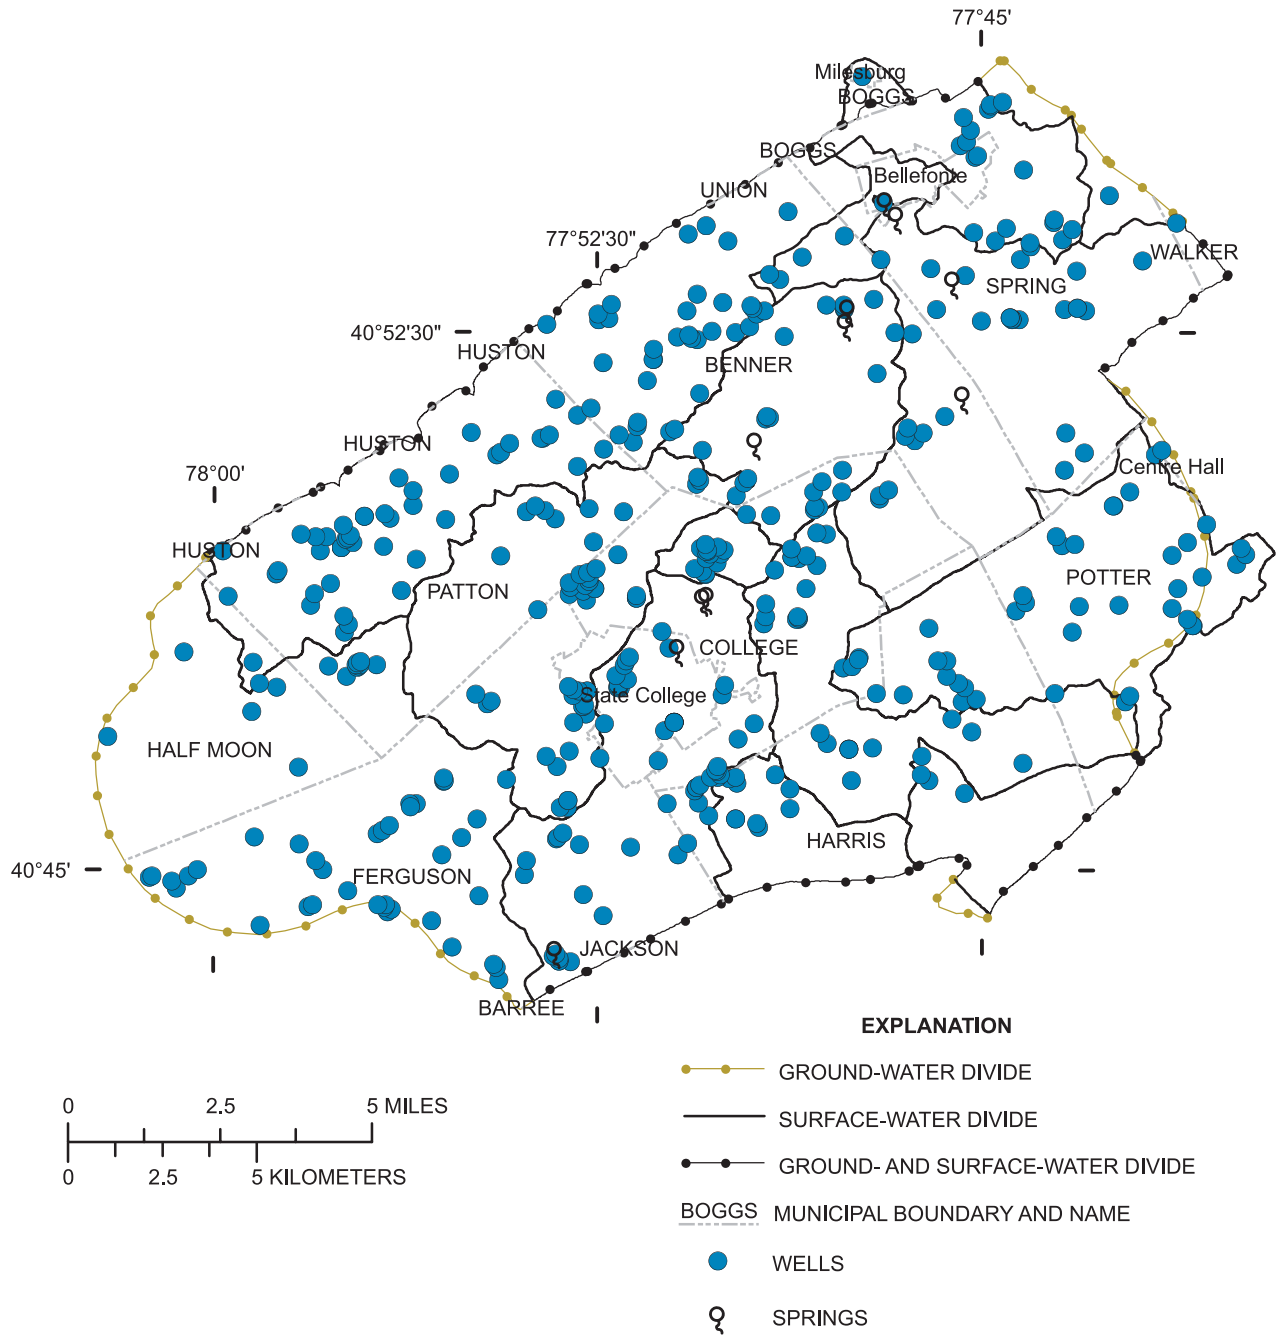 77°45'
Milesburg
BOGGS
BOGGS
Bellefonte
UNION
77°52'30"
WALKER
SPRING
40°52'30"
HUSTON
BENNER
HUSTON
Centre Hall
78°00'
HUSTON
POTTER
PATTON
COLLEGE
State College
HALF MOON
HARRIS
40°45'
FERGUSON
JACKSON
BARREE
EXPLANATION
GROUND-WATER DIVIDE
SURFACE-WATER DIVIDE
GROUND- AND SURFACE-WATER DIVIDE
BOGGS MUNICIPAL BOUNDARY AND NAME
WELLS
SPRINGS
0 2.5 5 MILES
0 2.5 5 KILOMETERS